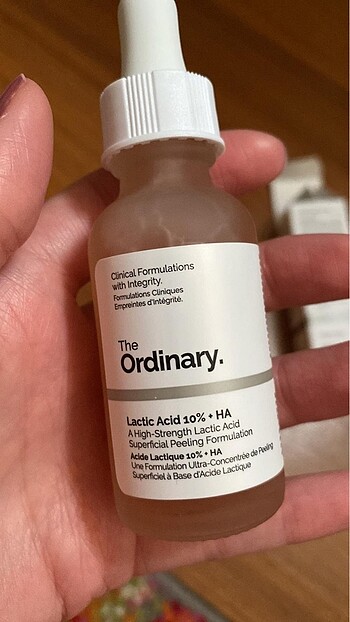 Clinical Formulations
with Integrity.
Formulations Cliniques
Empreintes d'Intégrité.
The
Ordinary.
Lactic Acid 10% + HA
A High-Strength Lactic Acid
Superficial Peeling Formulation
Acide Lactique 10% + HA
Une Formulation Ultra-Concentrée de Peeling
Superficiel à Base d'Acide Lactique